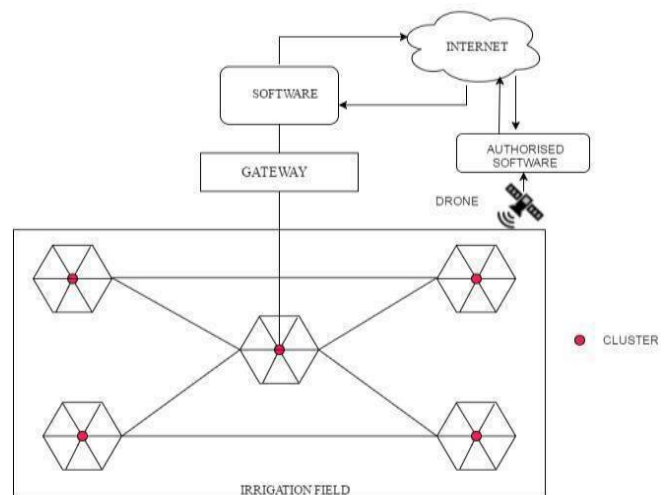 INTERNET
SOFTWARE
AUTHORISED
SOFTWARE
GATEWAY
DRONE
CLUSTER
IRRIGATION FIELD